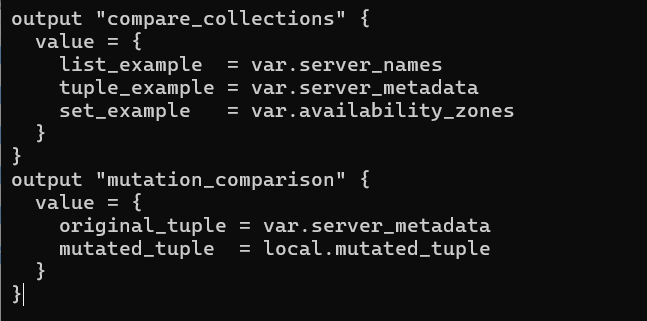 output "compare_collections" {
  value = {
    list_example  = var.server_names
    tuple_example = var.server_metadata
    set_example   = var.availability_zones
  }
}
output "mutation_comparison" {
  value = {
    original_tuple = var.server_metadata
    mutated_tuple  = local.mutated_tuple
  }
}